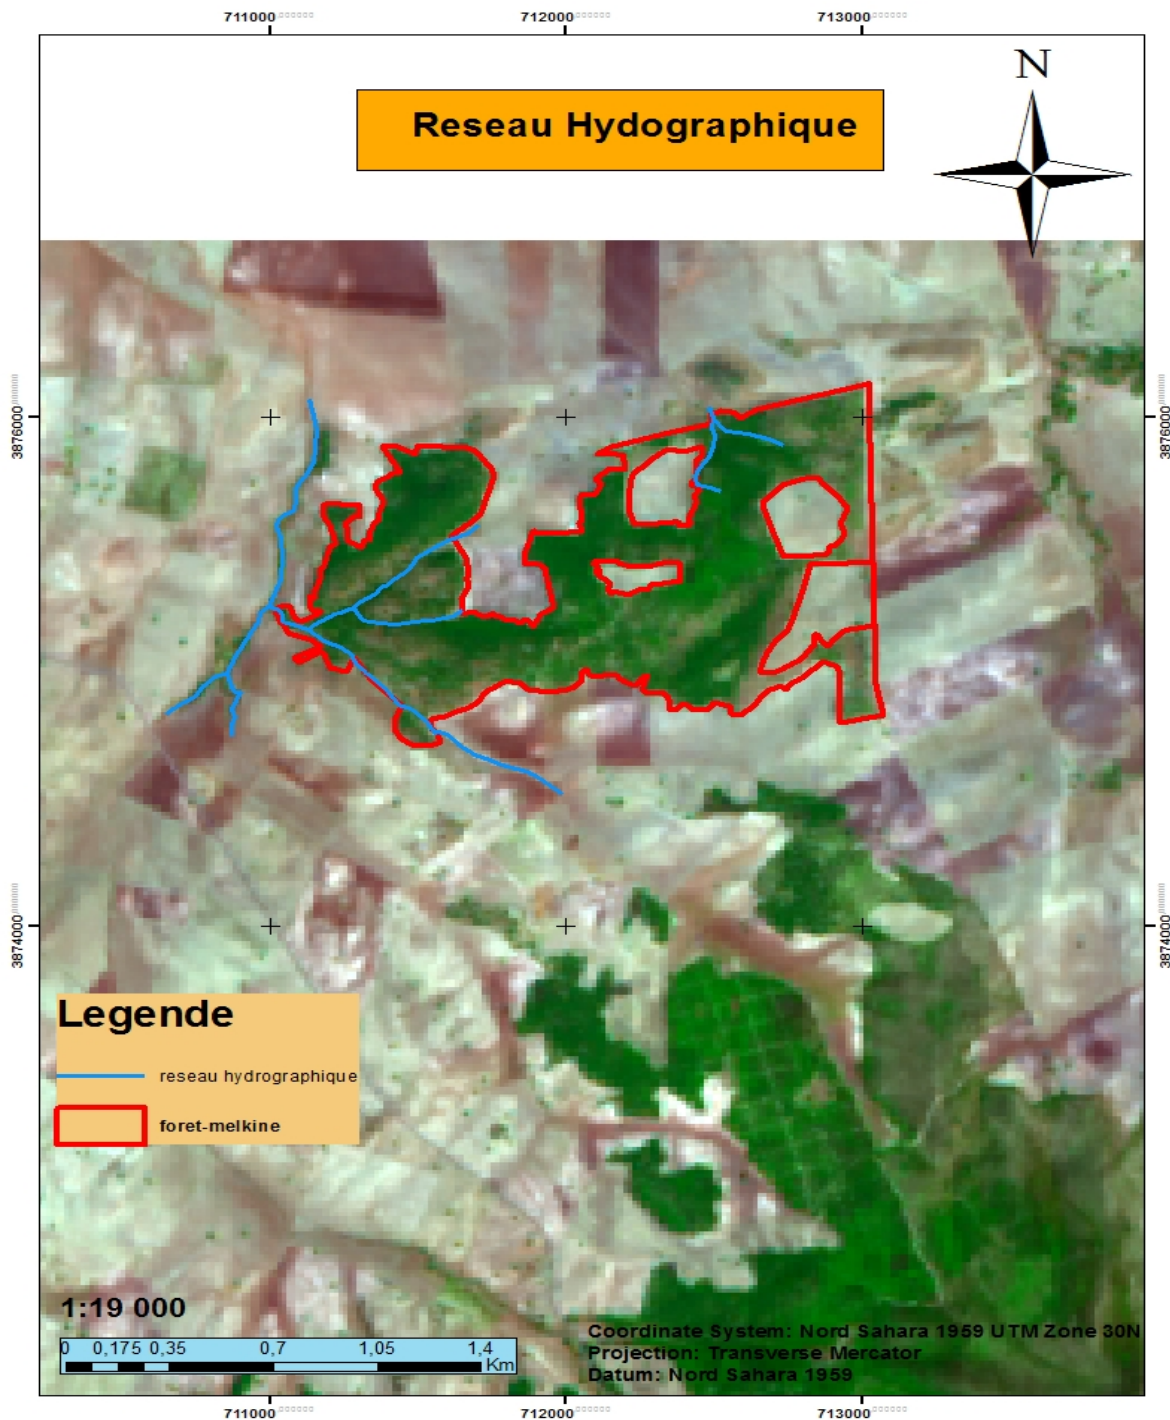 711000 712000 713000
N
Reseau Hydographique
3876000 3876000
3874000 3874000
Legende
reseau hydrographique
foret-melkine
1:19 000
0 0,175 0,35 0,7 1,05 1,4
Km
Coordinate System: Nord Sahara 1959 UTM Zone 30N
Projection: Transverse Mercator
Datum: Nord Sahara 1959
711000 712000 713000